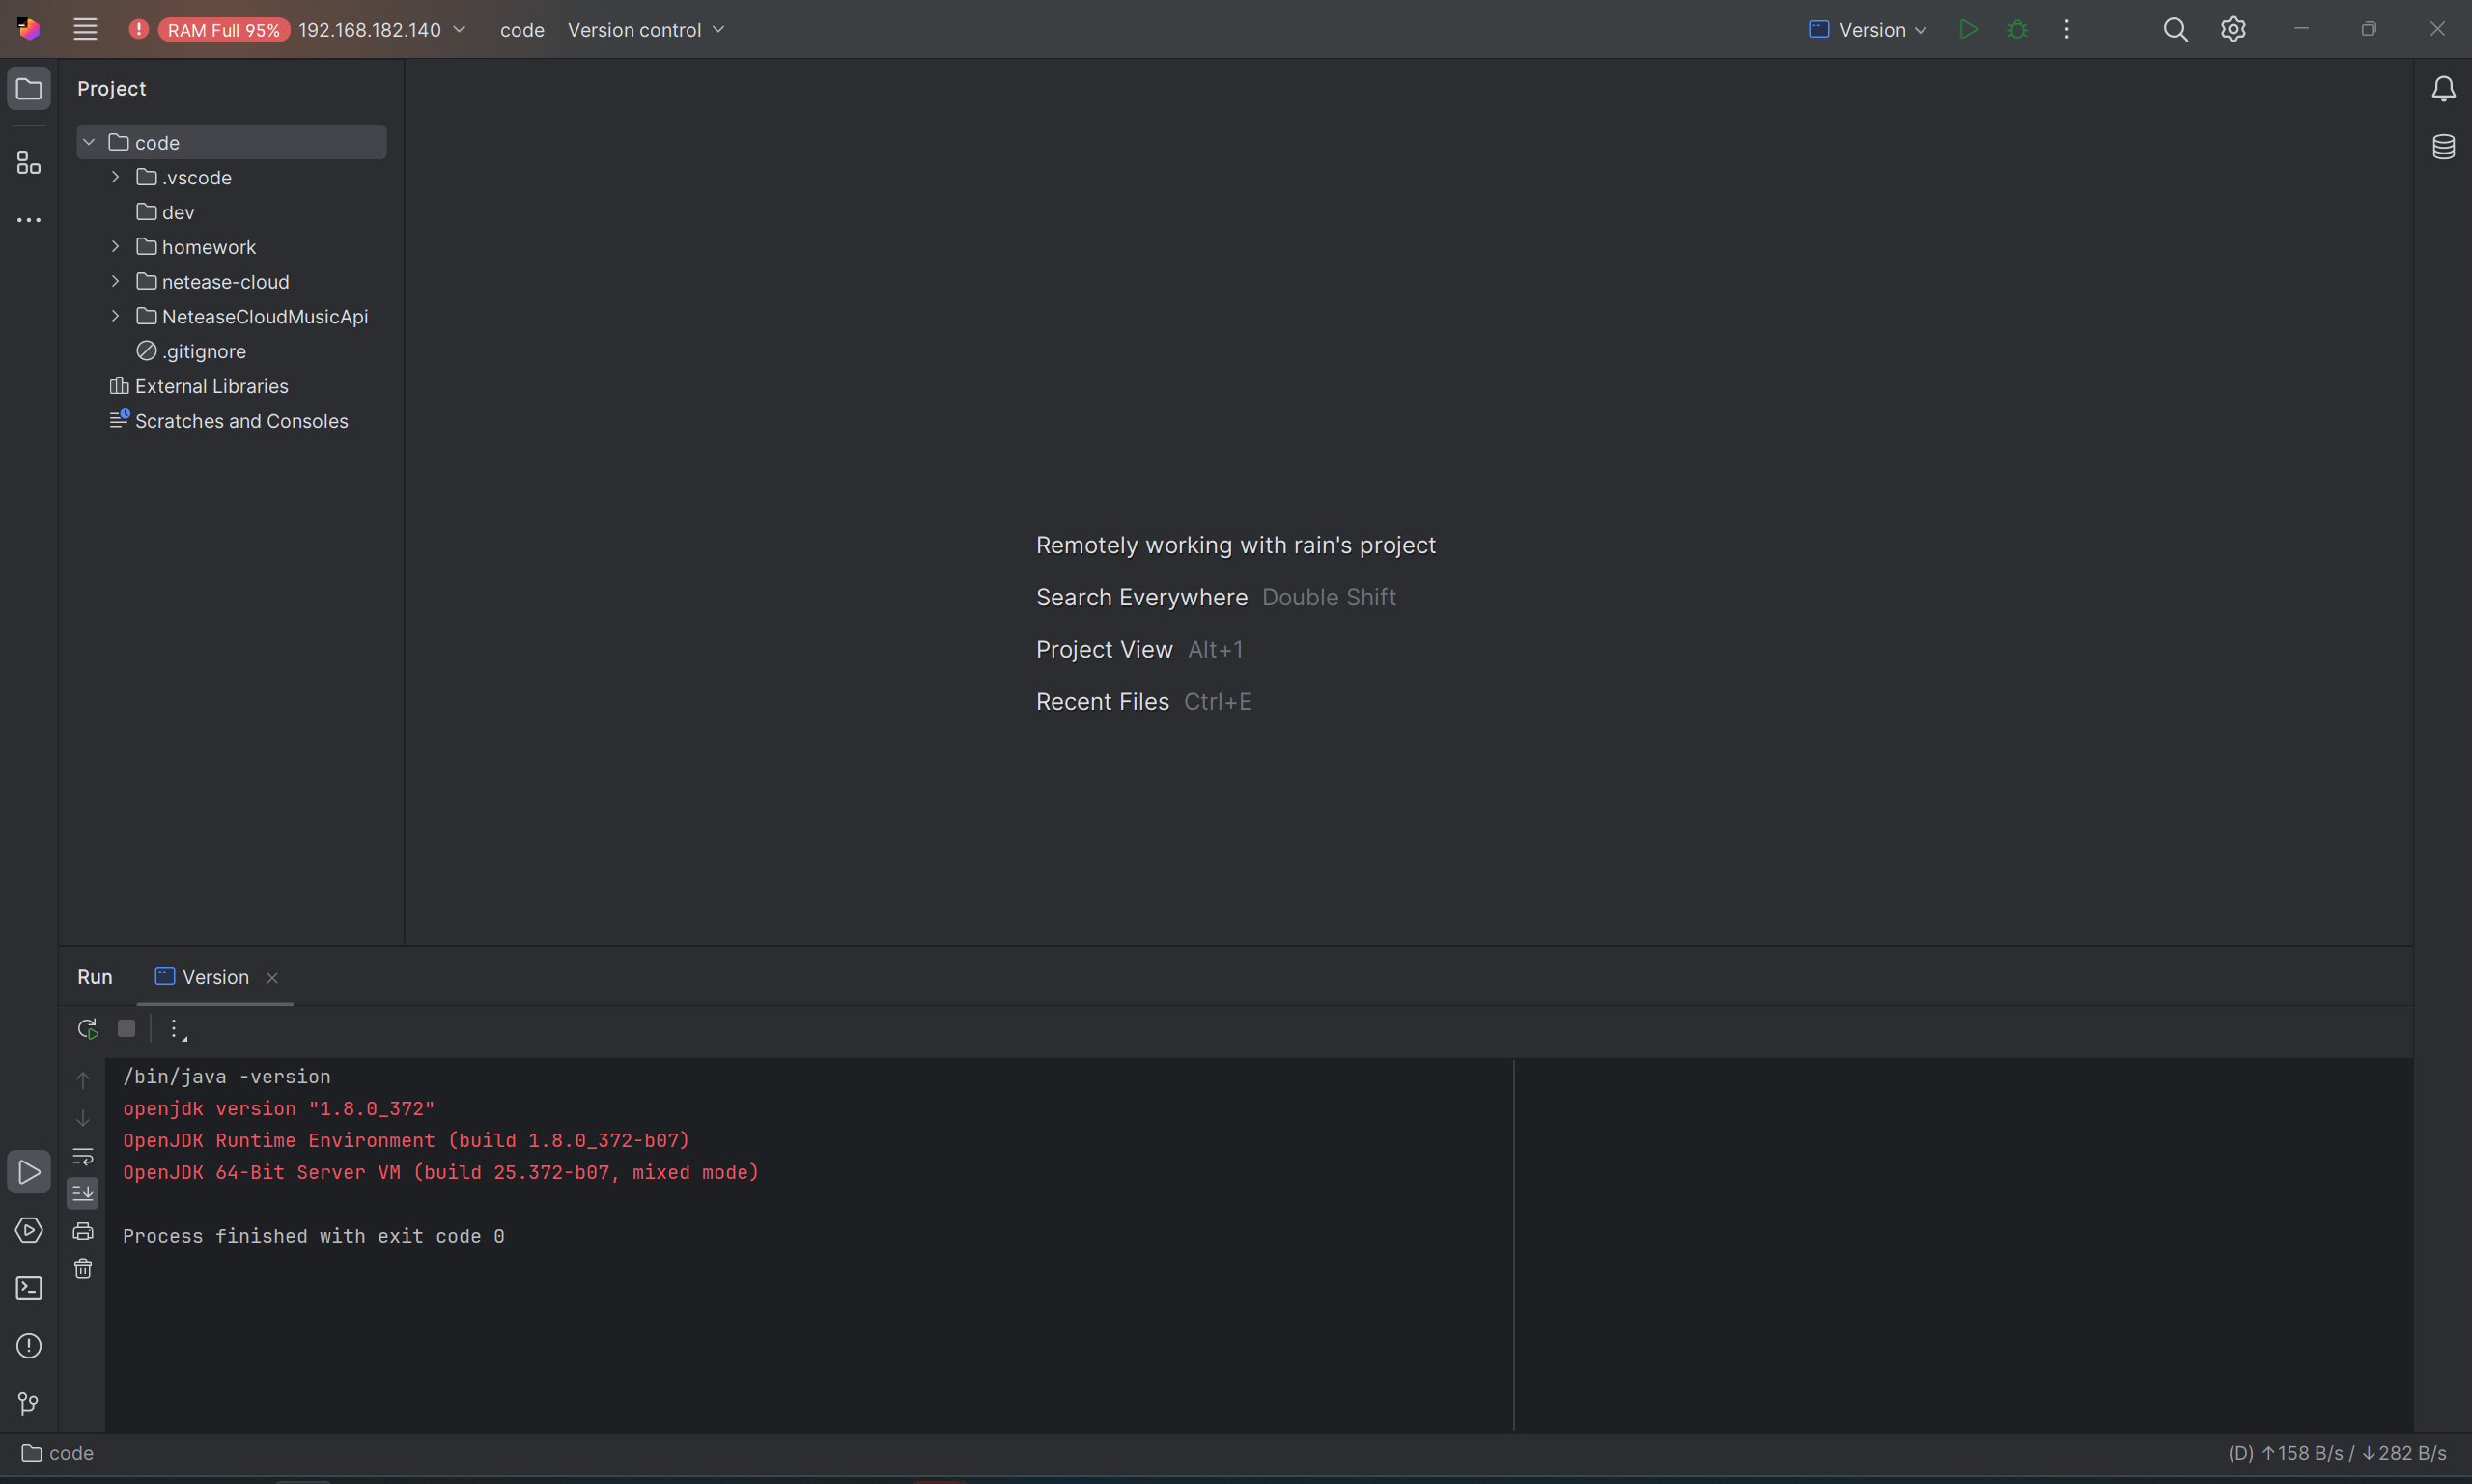 RAM Full 95% 192.168.182.140 code Version control Version
Project
code
.vscode
dev
homework
netease-cloud
NeteaseCloudMusicApi
.gitignore
External Libraries
Scratches and Consoles
Remotely working with rain's project
Search Everywhere Double Shift
Project View Alt+1
Recent Files Ctrl+E
Run Version
/bin/java -version
openjdk version "1.8.0_372"
OpenJDK Runtime Environment (build 1.8.0_372-b07)
OpenJDK 64-Bit Server VM (build 25.372-b07, mixed mode)
Process finished with exit code 0
code (D) ↑158 B/s / ↓282 B/s